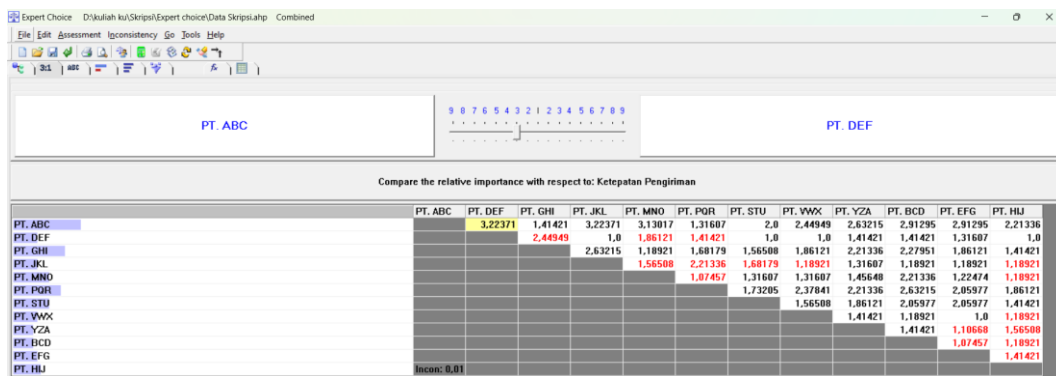 Expert Choice D:\kuliah ku\Skripsi\Expert choice\Data Skripsi.ahp Combined
File Edit Assessment Inconsistency Go Tools Help
3:1 ABC
9 8 7 6 5 4 3 2 1 2 3 4 5 6 7 8 9
PT. ABC PT. DEF
Compare the relative importance with respect to: Ketepatan Pengiriman
PT. ABC PT. DEF PT. GHI PT. JKL PT. MNO PT. PQR PT. STU PT. VWX PT. YZA PT. BCD PT. EFG PT. HIJ
PT. ABC 3,22371 1,41421 3,22371 3,13017 1,31607 2,0 2,44949 2,63215 2,91295 2,91295 2,21336
PT. DEF 2,44949 1,0 1,86121 1,41421 1,0 1,0 1,41421 1,41421 1,31607 1,0
PT. GHI 2,63215 1,18921 1,68179 1,56508 1,86121 2,21336 2,27951 1,86121 1,41421
PT. JKL 1,56508 2,21336 1,68179 1,18921 1,31607 1,18921 1,18921 1,18921
PT. MNO 1,07457 1,31607 1,31607 1,45648 2,21336 1,22474 1,18921
PT. PQR 1,73205 2,37841 2,21336 2,63215 2,05977 1,86121
PT. STU 1,56508 1,86121 2,05977 2,05977 1,41421
PT. VWX 1,41421 1,18921 1,0 1,18921
PT. YZA 1,41421 1,10668 1,56508
PT. BCD 1,07457 1,18921
PT. EFG 1,41421
PT. HIJ Incon: 0,01